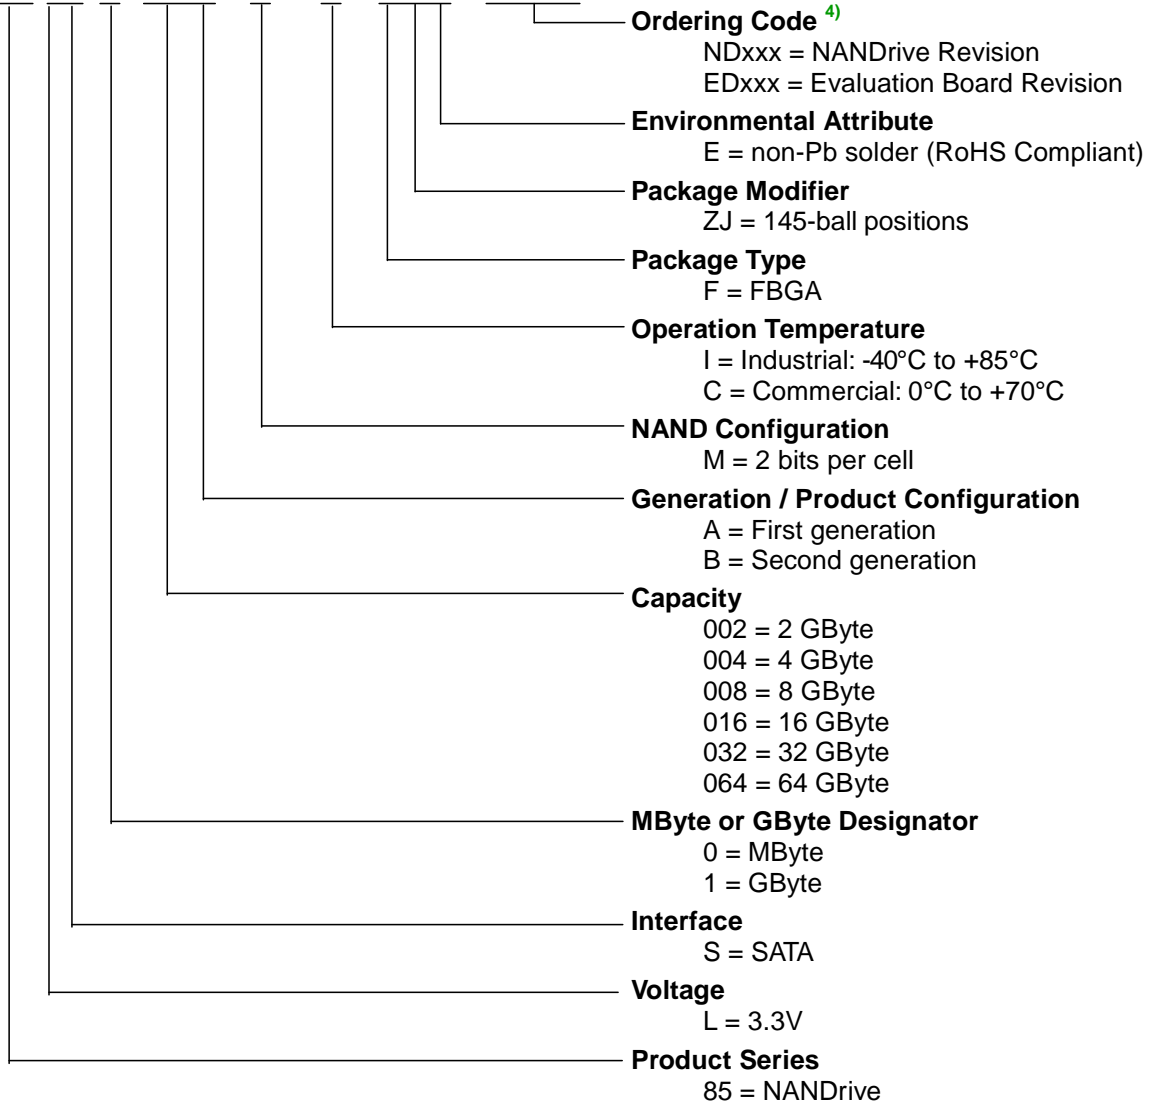 Ordering Code 4)
NDxxx = NANDrive Revision
EDxxx = Evaluation Board Revision
Environmental Attribute
E = non-Pb solder (RoHS Compliant)
Package Modifier
ZJ = 145-ball positions
Package Type
F = FBGA
Operation Temperature
I = Industrial: -40°C to +85°C
C = Commercial: 0°C to +70°C
NAND Configuration
M = 2 bits per cell
Generation / Product Configuration
A = First generation
B = Second generation
Capacity
002 = 2 GByte
004 = 4 GByte
008 = 8 GByte
016 = 16 GByte
032 = 32 GByte
064 = 64 GByte
MByte or GByte Designator
0 = MByte
1 = GByte
Interface
S = SATA
Voltage
L = 3.3V
Product Series
85 = NANDrive